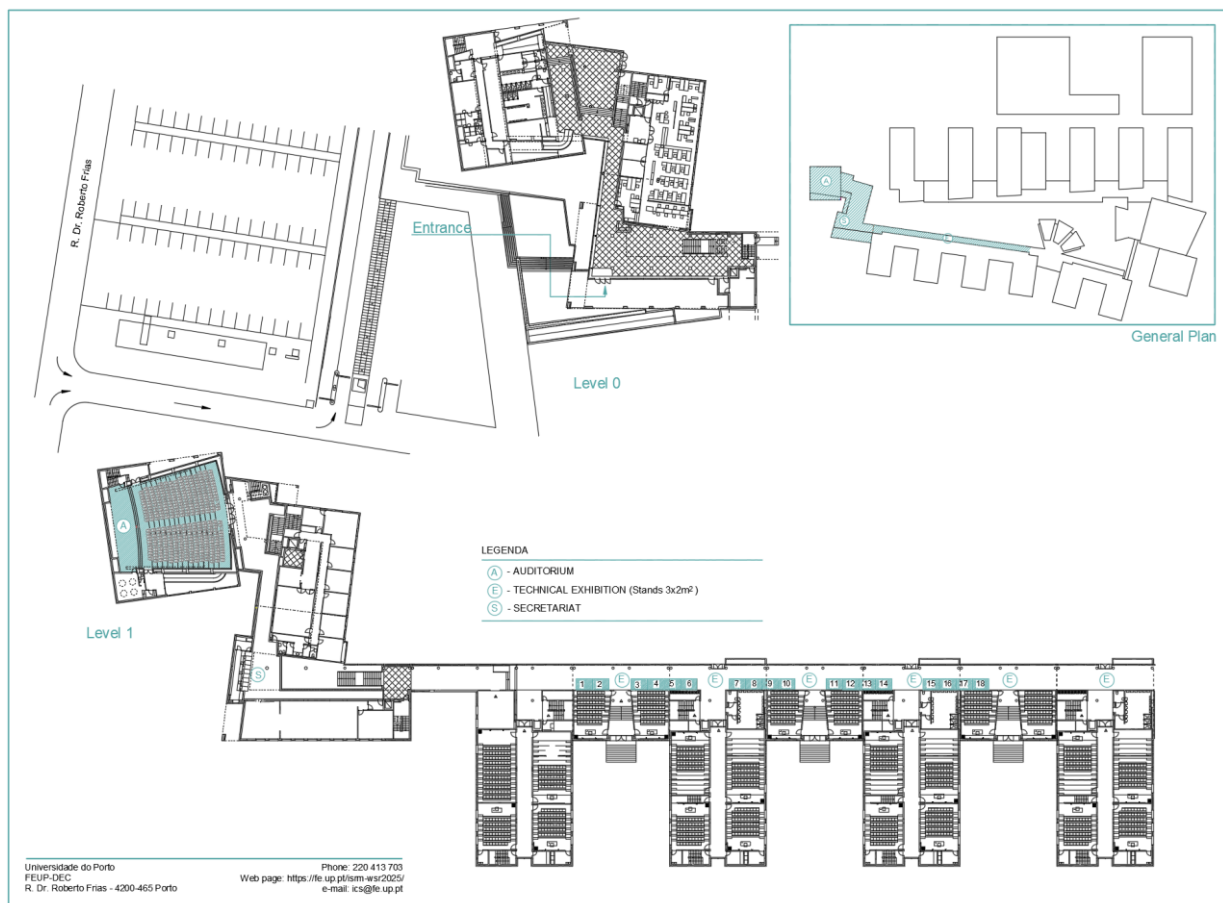 R. Dr. Roberto Frias
Entrance
Level 0
A
S
E
General Plan
A
Level 1
S
LEGENDA
A - AUDITORIUM
E - TECHNICAL EXHIBITION (Stands 3x2m²)
S - SECRETARIAT
E E E E E E
1 2 3 4 5 6 7 8 9 10 11 12 13 14 15 16 17 18
Universidade do Porto
FEUP-DEC
R. Dr. Roberto Frias - 4200-465 Porto
Phone: 220 413 703
Web page: https://fe.up.pt/ism-wsr2025/
e-mail: ics@fe.up.pt